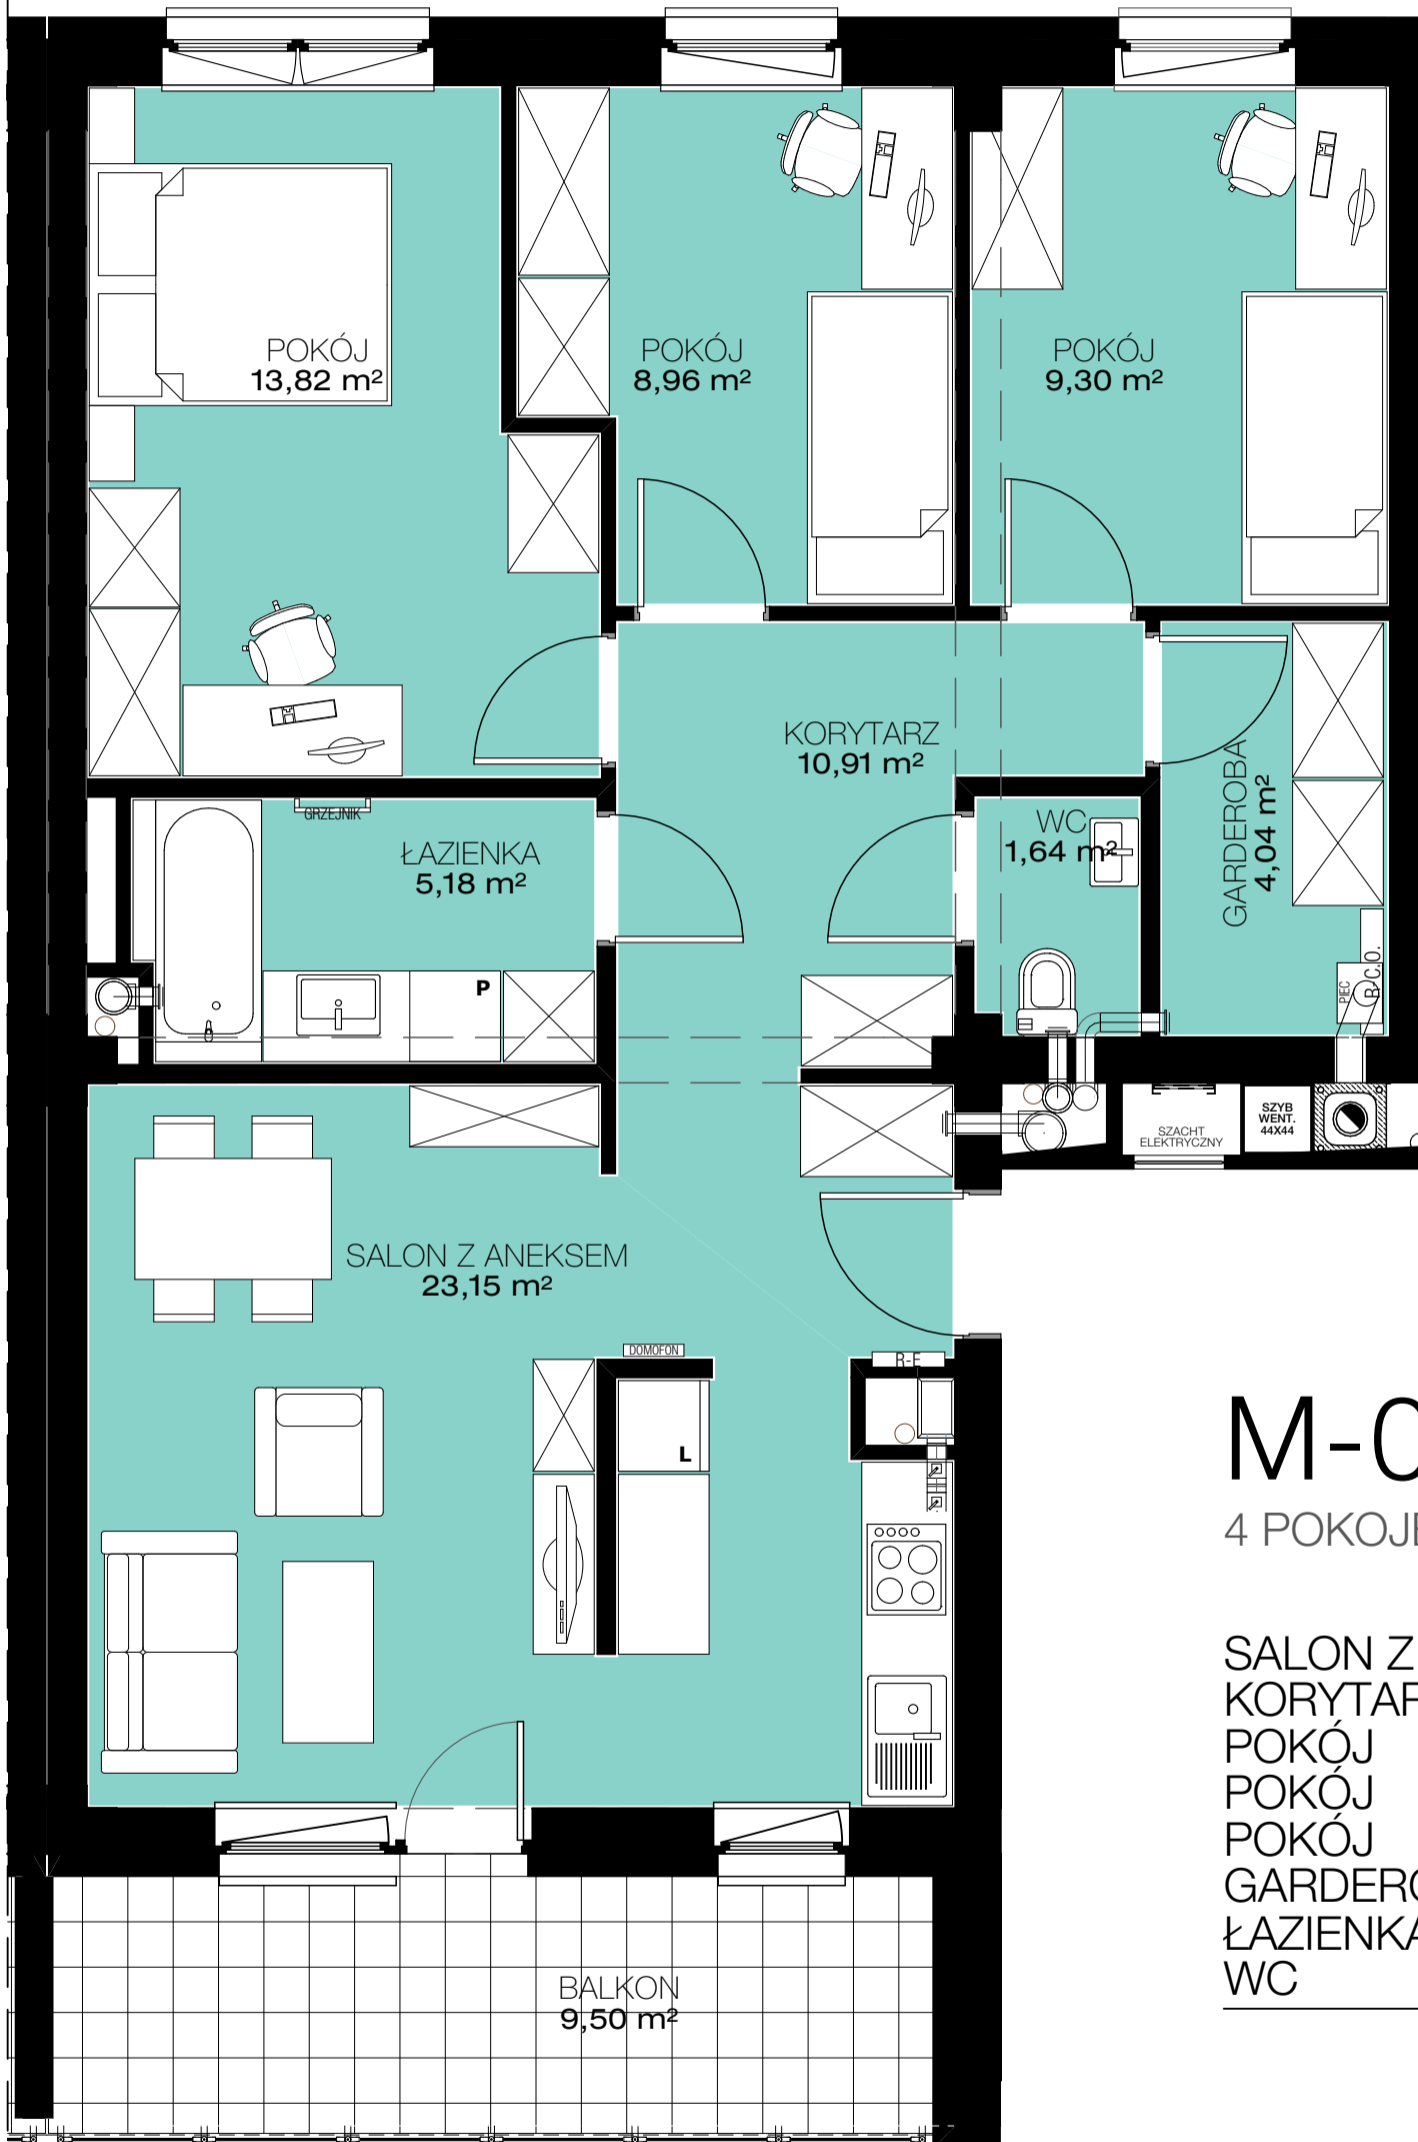 POKÓJ
13,82 m²
POKÓJ
8,96 m²
POKÓJ
9,30 m²
KORYTARZ
10,91 m²
GRZEJNIK
ŁAZIENKA
5,18 m²
P
WC
1,64 m²
GARDEROBA
4,04 m²
PIEC
R-C.O.
SZACHT
ELEKTRYCZNY
SZYB
WENT.
44X44
SALON Z ANEKSEM
23,15 m²
DOMOFON
R-E
L
M-0
4 POKOJE
SALON Z
KORYTAR
POKÓJ
POKÓJ
POKÓJ
GARDERO
ŁAZIENKA
WC
BALKON
9,50 m²